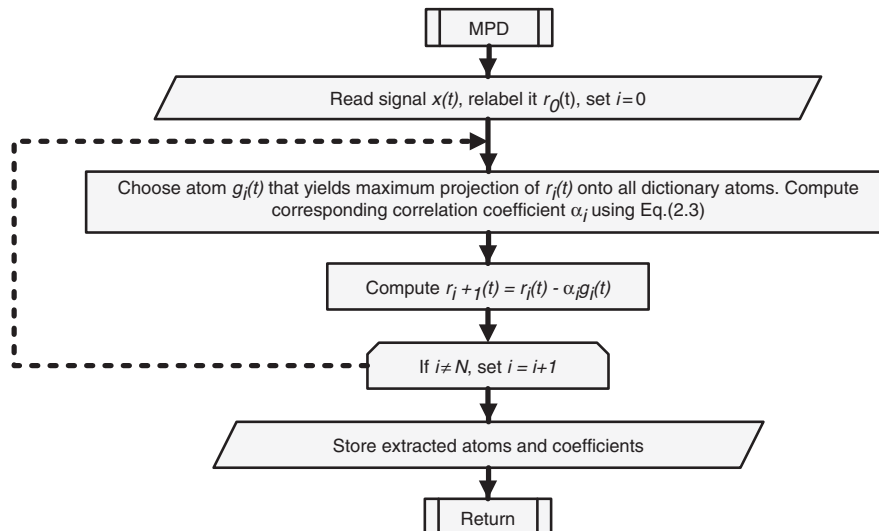 MPD
Read signal x(t), relabel it r₀(t), set i=0
Choose atom gᵢ(t) that yields maximum projection of rᵢ(t) onto all dictionary atoms. Compute
corresponding correlation coefficient αᵢ using Eq.(2.3)
Compute rᵢ₊₁(t) = rᵢ(t) - αᵢgᵢ(t)
If i≠N, set i = i+1
Store extracted atoms and coefficients
Return